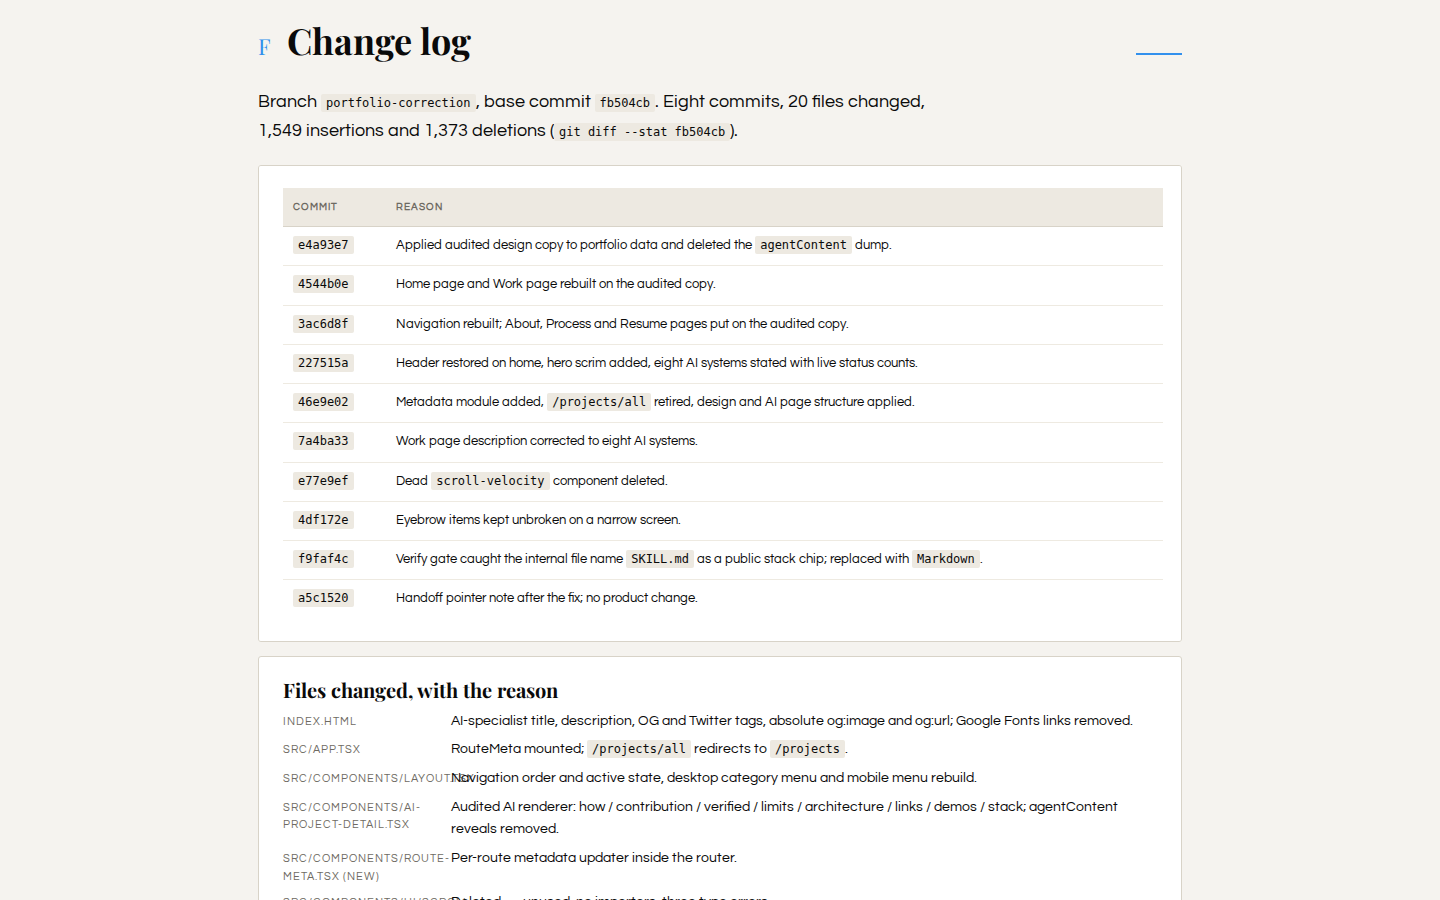 F Change log
Branch portfolio-correction, base commit fb504cb. Eight commits, 20 files changed,
1,549 insertions and 1,373 deletions (git diff --stat fb504cb).
COMMIT REASON
e4a93e7 Applied audited design copy to portfolio data and deleted the agentContent dump.
4544b0e Home page and Work page rebuilt on the audited copy.
3ac6d8f Navigation rebuilt; About, Process and Resume pages put on the audited copy.
227515a Header restored on home, hero scrim added, eight AI systems stated with live status counts.
46e9e02 Metadata module added, /projects/all retired, design and AI page structure applied.
7a4ba33 Work page description corrected to eight AI systems.
e77e9ef Dead scroll-velocity component deleted.
4df172e Eyebrow items kept unbroken on a narrow screen.
f9faf4c Verify gate caught the internal file name SKILL.md as a public stack chip; replaced with Markdown.
a5c1520 Handoff pointer note after the fix; no product change.
Files changed, with the reason
INDEX.HTML AI-specialist title, description, OG and Twitter tags, absolute og:image and og:url; Google Fonts links removed.
SRC/APP.TSX RouteMeta mounted; /projects/all redirects to /projects.
SRC/COMPONENTS/LAYOUT.TSX Navigation order and active state, desktop category menu and mobile menu rebuild.
SRC/COMPONENTS/AI- Audited AI renderer: how / contribution / verified / limits / architecture / links / demos / stack; agentContent
PROJECT-DETAIL.TSX reveals removed.
SRC/COMPONENTS/ROUTE- Per-route metadata updater inside the router.
META.TSX (NEW)